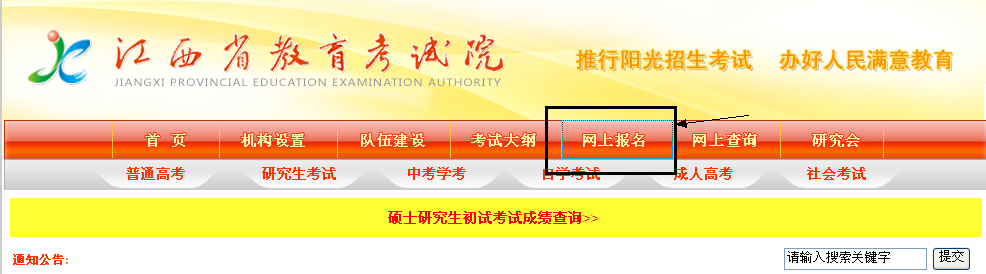 江西省教育考试院
JIANGXI PROVINCIAL EDUCATION EXAMINATION AUTHORITY
推行阳光招生考试 办好人民满意教育
首 页 机构设置 队伍建设 考试大纲 网上报名 网上查询 研究会
普通高考 研究生考试 中考学考 自学考试 成人高考 社会考试
硕士研究生初试考试成绩查询>>
通知公告: 请输入搜索关键字 提交